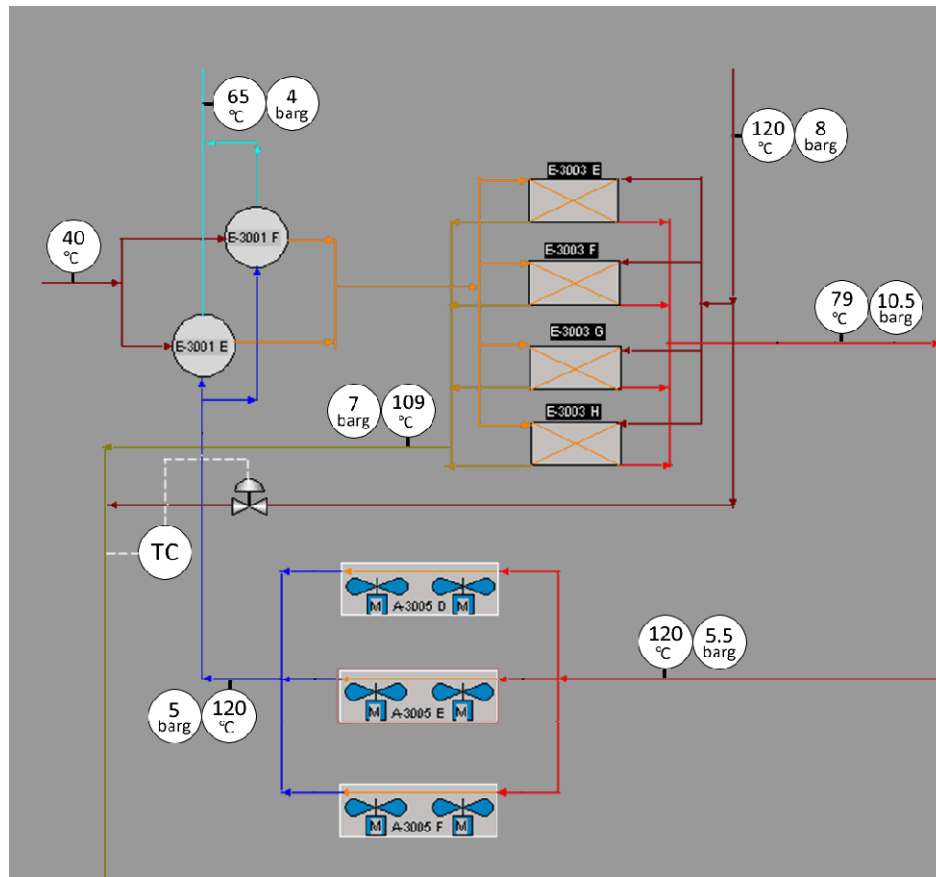 65
°C
4
barg
120
°C
8
barg
E-3003 E
E-3001 F
40
°C
E-3003 F
79
°C
10.5
barg
E-3001 E
E-3003 G
7
barg
109
°C
E-3003 H
TC
M
A-3005 D
M
120
°C
5.5
barg
5
barg
120
°C
M
A-3005 E
M
M
A-3005 F
M